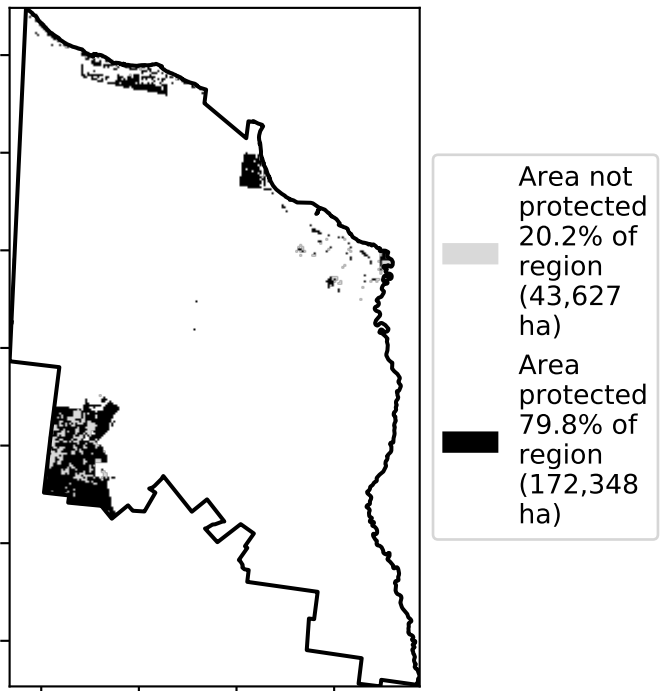 Area not
protected
20.2% of
region
(43,627
ha)
Area
protected
79.8% of
region
(172,348
ha)